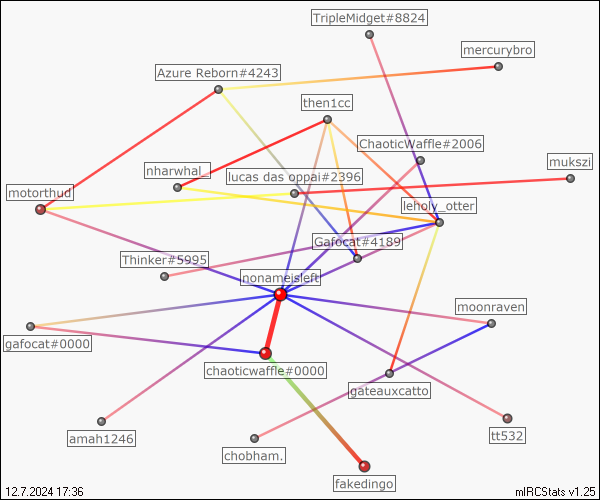 TripleMidget#8824
mercurybro
Azure Reborn#4243
then1cc
ChaoticWaffle#2006
mukszi
nharwhal_
lucas das oppai#2396
motorthud
leholy_otter
Gafocat#4189
Thinker#5995
nonameisleft
moonraven
gafocat#0000
chaoticwaffle#0000
gateauxcatto
amah1246
tt532
chobham.
fakedingo
12.7.2024 17:36
mIRCStats v1.25